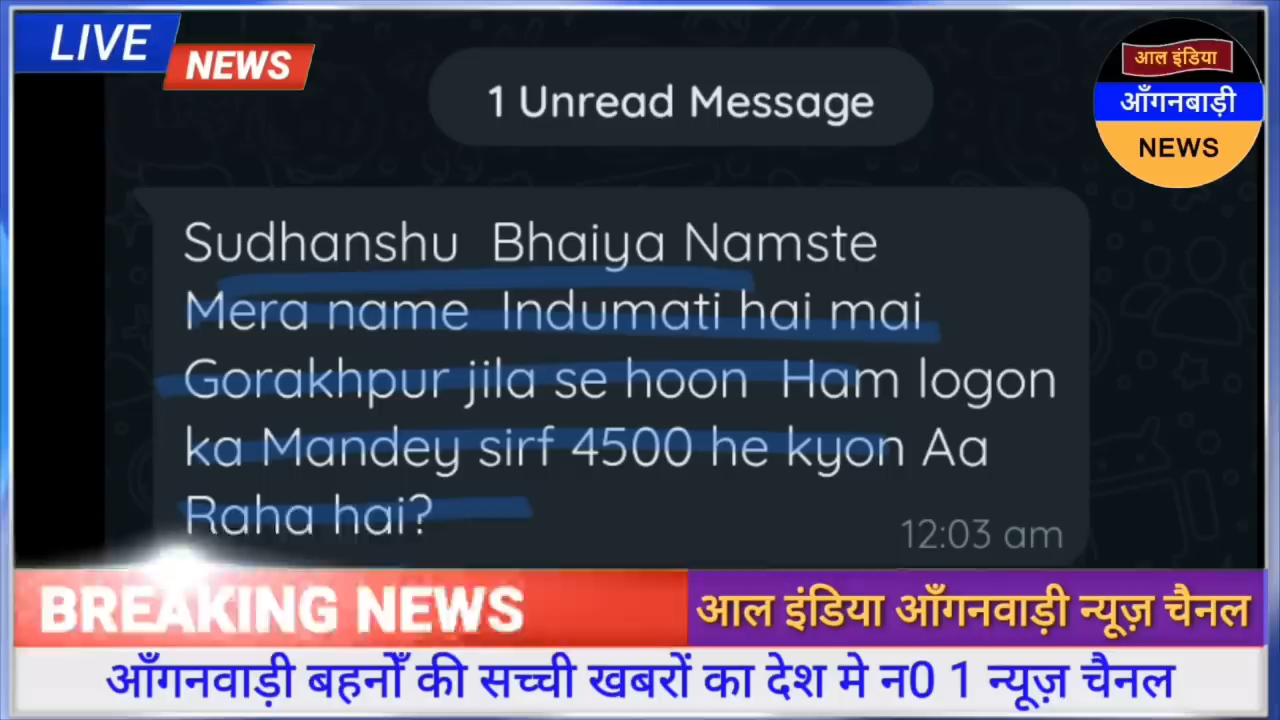 LIVE
NEWS
आल इंडिया
आँगनबाड़ी
NEWS
1 Unread Message
Sudhanshu Bhaiya Namste
Mera name Indumati hai mai
Gorakhpur jila se hoon Ham logon
ka Mandey sirf 4500 he kyon Aa
Raha hai?
12:03 am
BREAKING NEWS
आल इंडिया आँगनवाड़ी न्यूज़ चैनल
आँगनवाड़ी बहनोँ की सच्ची खबरों का देश मे न0 1 न्यूज़ चैनल